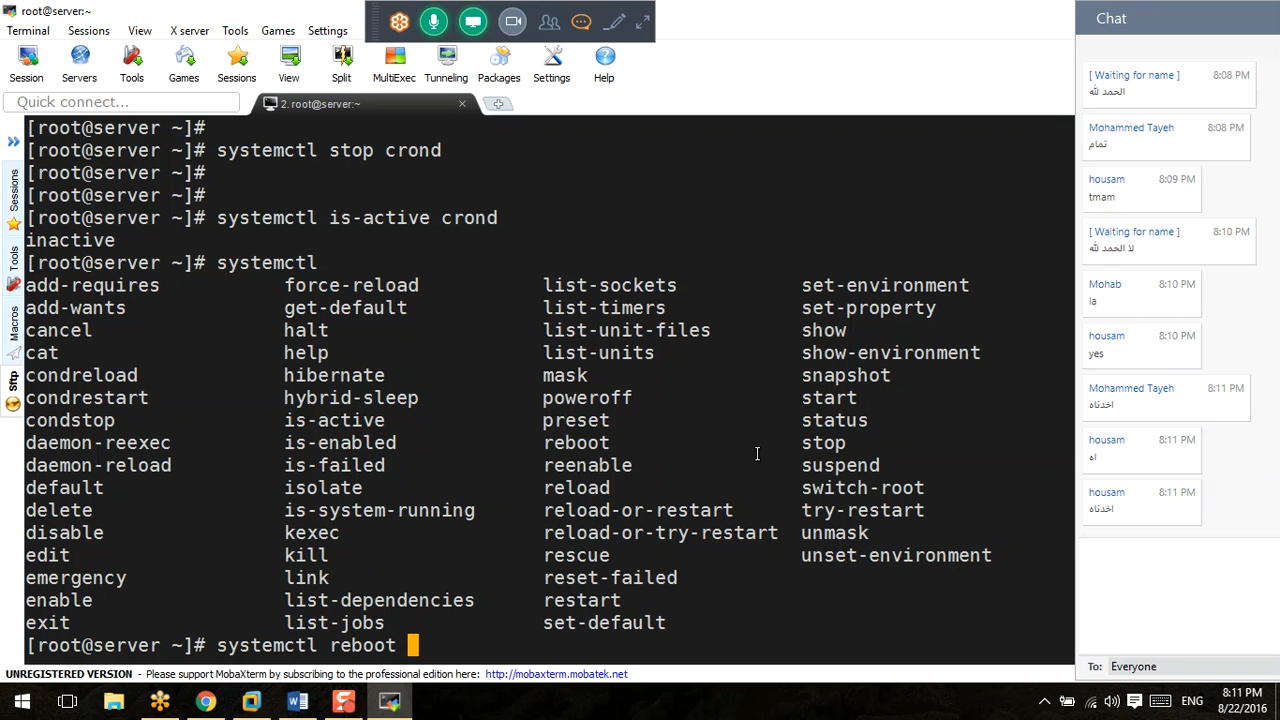 root@server:~
Terminal Sessions View X server Tools Games Settings
Session Servers Tools Games Sessions View Split MultiExec Tunneling Packages Settings Help
Quick connect...
2. root@server:~
Sessions
Tools
Macros
Sftp
[root@server ~]#
[root@server ~]# systemctl stop crond
[root@server ~]#
[root@server ~]#
[root@server ~]# systemctl is-active crond
inactive
[root@server ~]# systemctl
add-requires force-reload list-sockets set-environment
add-wants get-default list-timers set-property
cancel halt list-unit-files show
cat help list-units show-environment
condreload hibernate mask snapshot
condrestart hybrid-sleep poweroff start
condstop is-active preset status
daemon-reexec is-enabled reboot stop
daemon-reload is-failed reenable suspend
default isolate reload switch-root
delete is-system-running reload-or-restart try-restart
disable kexec reload-or-try-restart unmask
edit kill rescue unset-environment
emergency link reset-failed
enable list-dependencies restart
exit list-jobs set-default
[root@server ~]# systemctl reboot
UNREGISTERED VERSION - Please support MobaXterm by subscribing to the professional edition here: http://mobaxterm.mobatek.net
Chat
[ Waiting for name ] 8:08 PM
الحمد لله
Mohammed Tayeh 8:08 PM
تمام
housam 8:09 PM
tmam
[ Waiting for name ] 8:10 PM
لا الحمد لله
Mohab 8:10 PM
la
housam 8:10 PM
yes
Mohammed Tayeh 8:11 PM
اخدناه
housam 8:11 PM
اه
housam 8:11 PM
اخدناه
To: Everyone
ENG
8:11 PM
8/22/2016